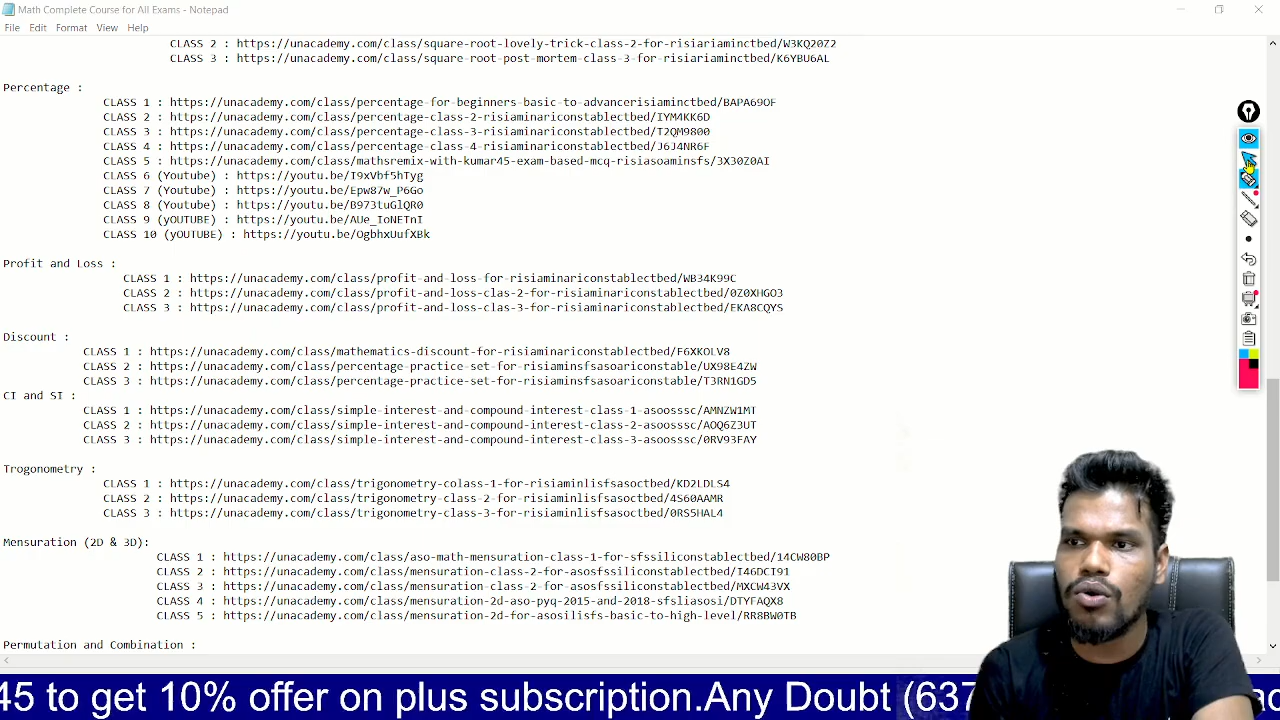 Math Complete Course for All Exams - Notepad
File Edit Format View Help
CLASS 2 : https://unacademy.com/class/square-root-lovely-trick-class-2-for-risiariaminctbed/W3KQ20Z2
CLASS 3 : https://unacademy.com/class/square-root-post-mortem-class-3-for-risiariaminctbed/K6YBU6AL
Percentage :
CLASS 1 : https://unacademy.com/class/percentage-for-beginners-basic-to-advancerisiaminctbed/BAPA69OF
CLASS 2 : https://unacademy.com/class/percentage-class-2-risiaminriconstablectbed/IYM4KK6D
CLASS 3 : https://unacademy.com/class/percentage-class-3-risiaminriconstablectbed/T2QM9800
CLASS 4 : https://unacademy.com/class/percentage-class-4-risiaminriconstablectbed/J6J4NR6F
CLASS 5 : https://unacademy.com/class/mathsremix-with-kumar45-exam-based-mcq-risiasoaminsfs/3X30Z0AI
CLASS 6 (Youtube) : https://youtu.be/T9xVbf5hTyg
CLASS 7 (Youtube) : https://youtu.be/Epw87w_P6Go
CLASS 8 (Youtube) : https://youtu.be/B973tuGlQR0
CLASS 9 (yOUTUBE) : https://youtu.be/AUe_IoNETnI
CLASS 10 (yOUTUBE) : https://youtu.be/OgbhxUufXBk
Profit and Loss :
CLASS 1 : https://unacademy.com/class/profit-and-loss-for-risiaminariconstablectbed/WB34K99C
CLASS 2 : https://unacademy.com/class/profit-and-loss-clas-2-for-risiaminariconstablectbed/0Z0XHGO3
CLASS 3 : https://unacademy.com/class/profit-and-loss-clas-3-for-risiaminariconstablectbed/EKA8CQYS
Discount :
CLASS 1 : https://unacademy.com/class/mathematics-discount-for-risiaminariconstablectbed/F6XKOLV8
CLASS 2 : https://unacademy.com/class/percentage-practice-set-for-risiaminsfsasoariconstable/UX98E4ZW
CLASS 3 : https://unacademy.com/class/percentage-practice-set-for-risiaminsfsasoariconstable/T3RN1GD5
CI and SI :
CLASS 1 : https://unacademy.com/class/simple-interest-and-compound-interest-class-1-asoosssc/AMNZW1MT
CLASS 2 : https://unacademy.com/class/simple-interest-and-compound-interest-class-2-asoosssc/AOQ6Z3UT
CLASS 3 : https://unacademy.com/class/simple-interest-and-compound-interest-class-3-asoosssc/0RV93FAY
Trogonometry :
CLASS 1 : https://unacademy.com/class/trigonometry-colass-1-for-risiaminlisfsasoctbed/KD2LDLS4
CLASS 2 : https://unacademy.com/class/trigonometry-class-2-for-risiaminlisfsasoctbed/4S60AAMR
CLASS 3 : https://unacademy.com/class/trigonometry-class-3-for-risiaminlisfsasoctbed/0RS5HAL4
Mensuration (2D & 3D):
CLASS 1 : https://unacademy.com/class/complete-math-mensuration-class-1-for-sfssiliconstablectbed/14CW80BP
CLASS 2 : https://unacademy.com/class/mensuration-class-2-for-asosfssiliconstablectbed/I46DCI91
CLASS 3 : https://unacademy.com/class/mensuration-class-2-for-asosfssiliconstablectbed/MXCW43VX
CLASS 4 : https://unacademy.com/class/mensuration-2d-aso-pyq-2015-and-2018-sfsliasosi/DTYFAQX8
CLASS 5 : https://unacademy.com/class/mensuration-2d-for-asosilisfs-basic-to-high-level/RR8BW0TB
Permutation and Combination :
45 to get 10% offer on plus subscription.Any Doubt (637